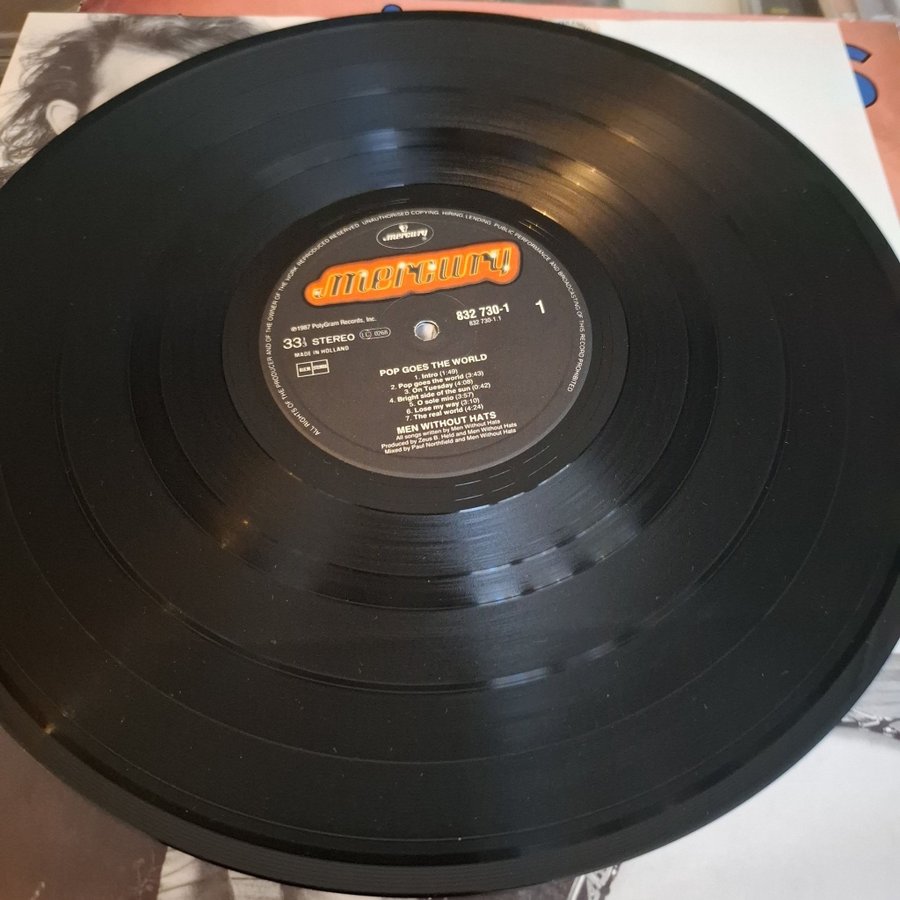 ALL RIGHTS OF THE PRODUCER AND OF THE OWNER OF THE WORK REPRODUCED RESERVED. UNAUTHORISED COPYING, HIRING, LENDING, PUBLIC PERFORMANCE AND BROADCASTING OF THIS RECORD PROHIBITED
mercury
mercury
℗1987 PolyGram Records, Inc.
832 730-1
832 730-1.1
1
33⅓ STEREO
LC 0268
MADE IN HOLLAND
BIEM STEMRA
POP GOES THE WORLD
1. Intro (1:49)
2. Pop goes the world (3:43)
3. On Tuesday (4:08)
4. Bright side of the sun (0:42)
5. O sole mio (3:57)
6. Lose my way (3:10)
7. The real world (4:24)
MEN WITHOUT HATS
All songs written by Men Without Hats
Produced by Zeus B. Held and Men Without Hats
Mixed by Paul Northfield and Men Without Hats
S